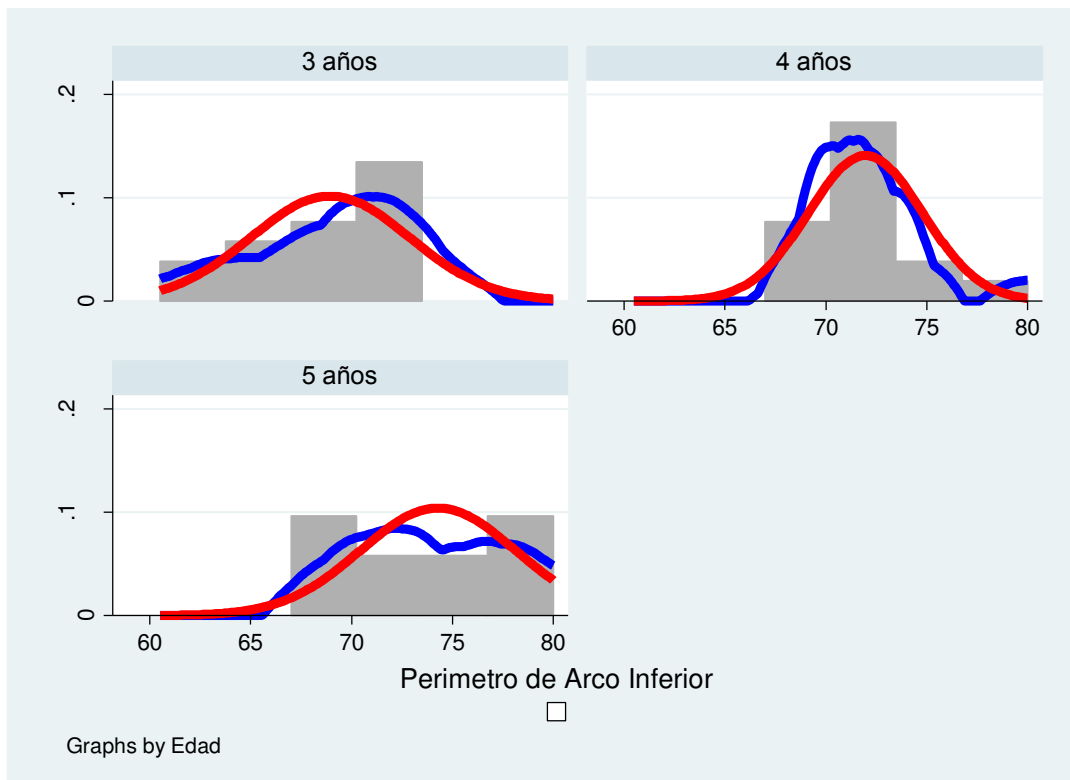 3 años
4 años
.2
.1
0
60 65 70 75 80
5 años
.2
.1
0
60 65 70 75 80
Perimetro de Arco Inferior
Graphs by Edad